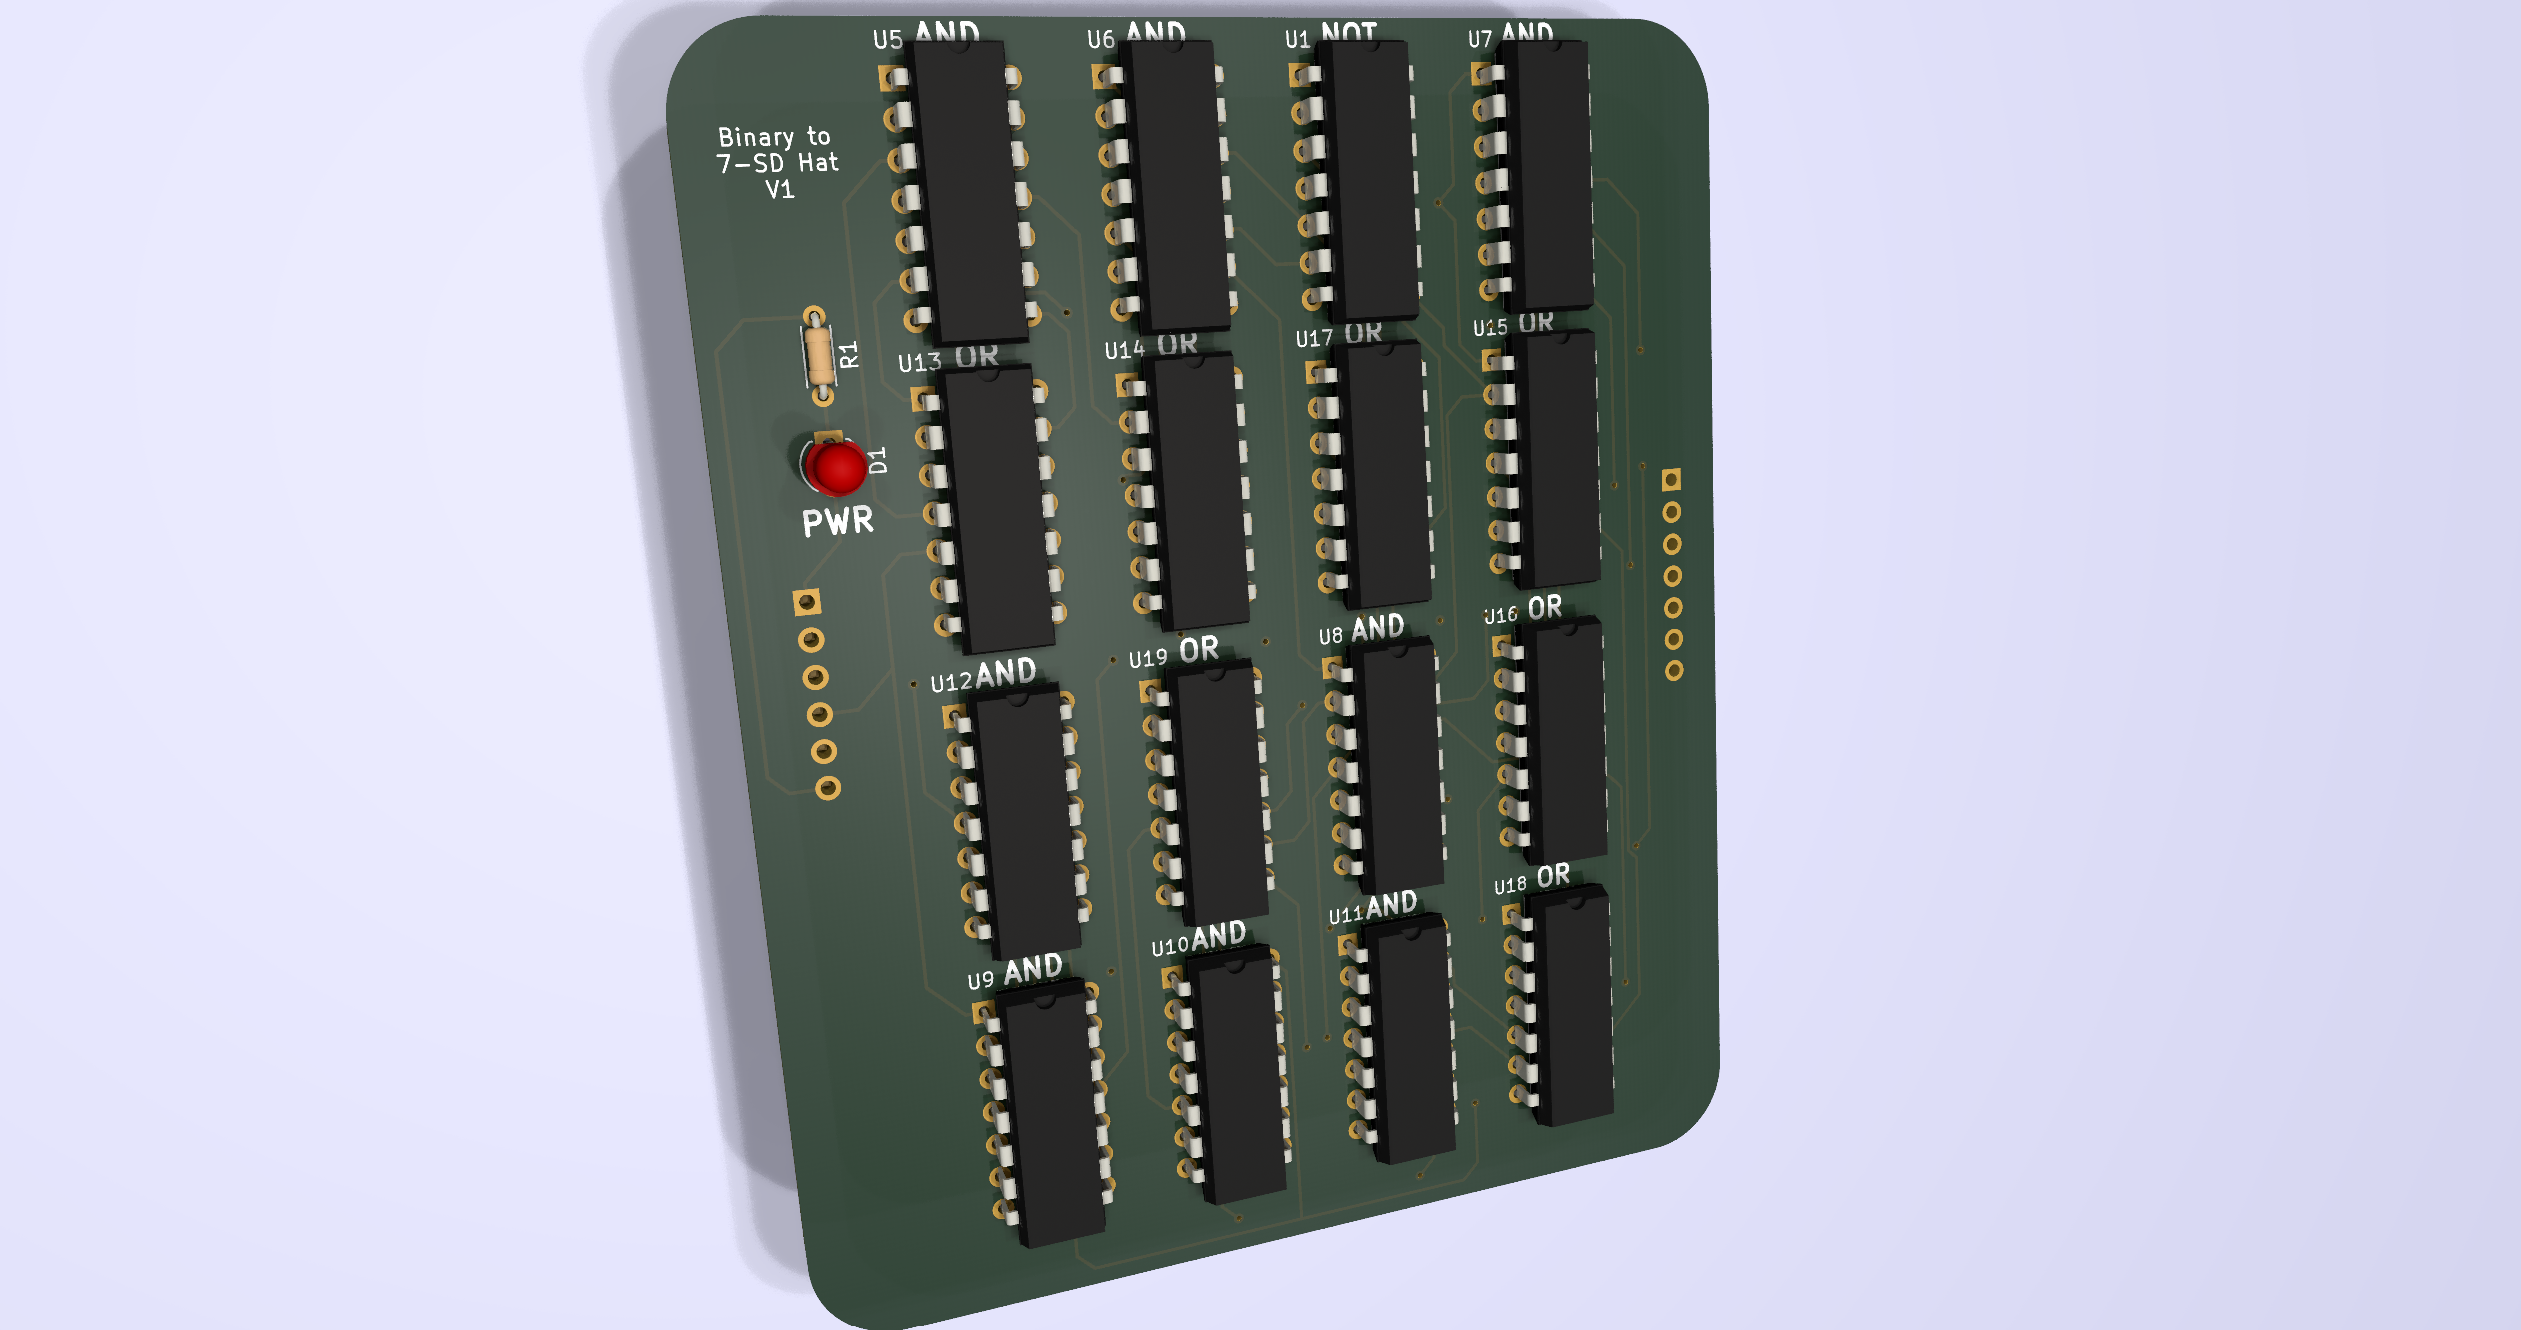 U5 AND
U6 AND
U1 NOT
U7 AND
Binary to
7-SD Hat
V1
R1
D1
PWR
U13 OR
U14 OR
U17 OR
U15 OR
U12 AND
U19 OR
U8 AND
U16 OR
U9 AND
U10 AND
U11 AND
U18 OR